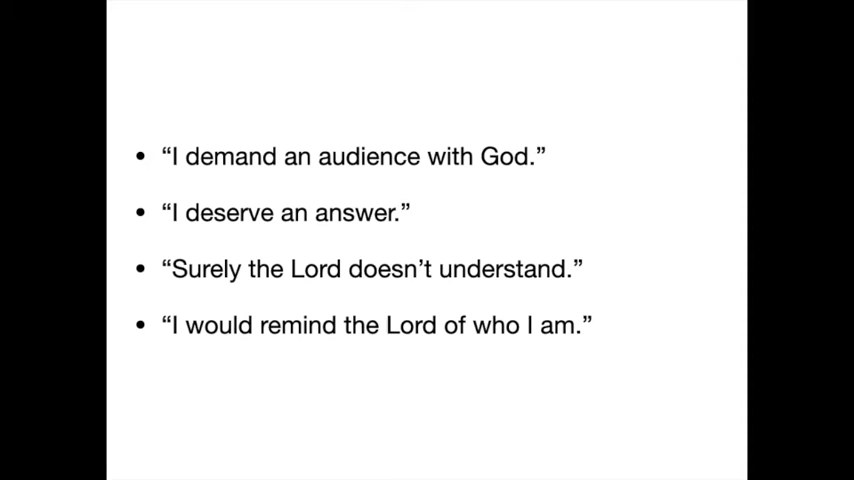 • “I demand an audience with God.”
• “I deserve an answer.”
• “Surely the Lord doesn’t understand.”
• “I would remind the Lord of who I am.”